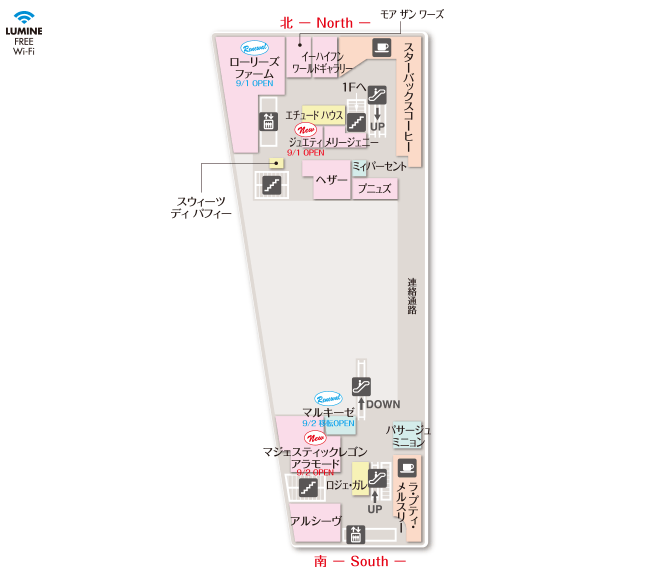 LUMINE
FREE
Wi-Fi
北 ― North ―
モア ザン ワーズ
Renewal
ローリーズ
ファーム
9/1 OPEN
イーハイフン
ワールドギャラリー
スターバックスコーヒー
1Fへ
UP
エチュード ハウス
New
ジュエティ
9/1 OPEN
メリージェニー
スウィーツ
ディ パフィー
ヘザー
ミィパーセント
プニュズ
連絡通路
DOWN
Renewal
マルキーゼ
9/2 移転OPEN
New
マジェスティックレゴン
アラモード
9/2 OPEN
パサージュ
ミニョン
ロジェ・ガレ
UP
ラ・プティ・
メルスリー
アルシーヴ
南 ― South ―